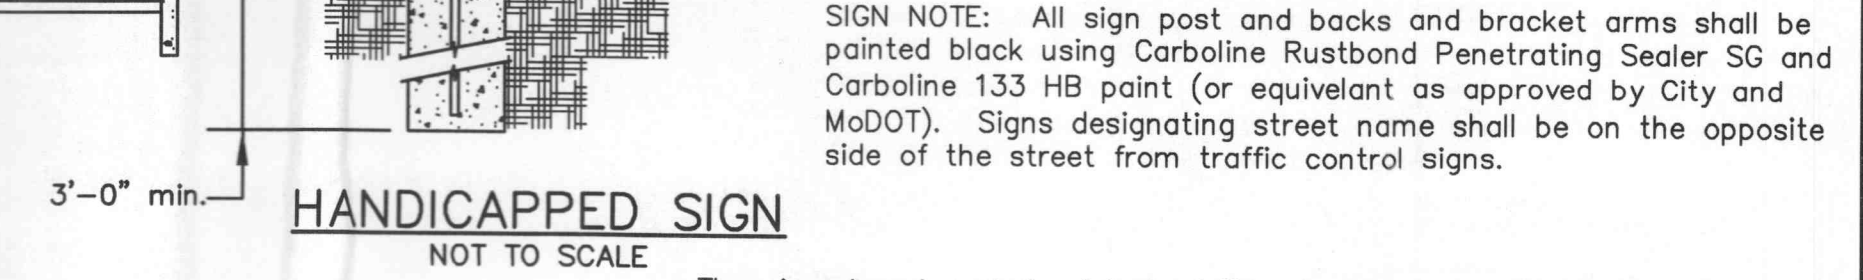 SIGN NOTE: All sign post and backs and bracket arms shall be
painted black using Carboline Rustbond Penetrating Sealer SG and
Carboline 133 HB paint (or equivelant as approved by City and
MoDOT). Signs designating street name shall be on the opposite
side of the street from traffic control signs.
3'-0" min.
HANDICAPPED SIGN
NOT TO SCALE